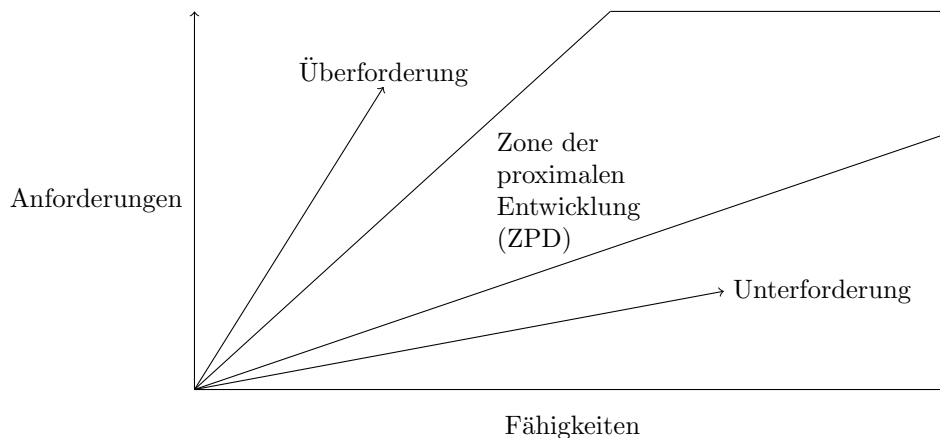 Überforderung
Zone der
proximalen
Entwicklung
(ZPD)
Anforderungen
Unterforderung
Fähigkeiten